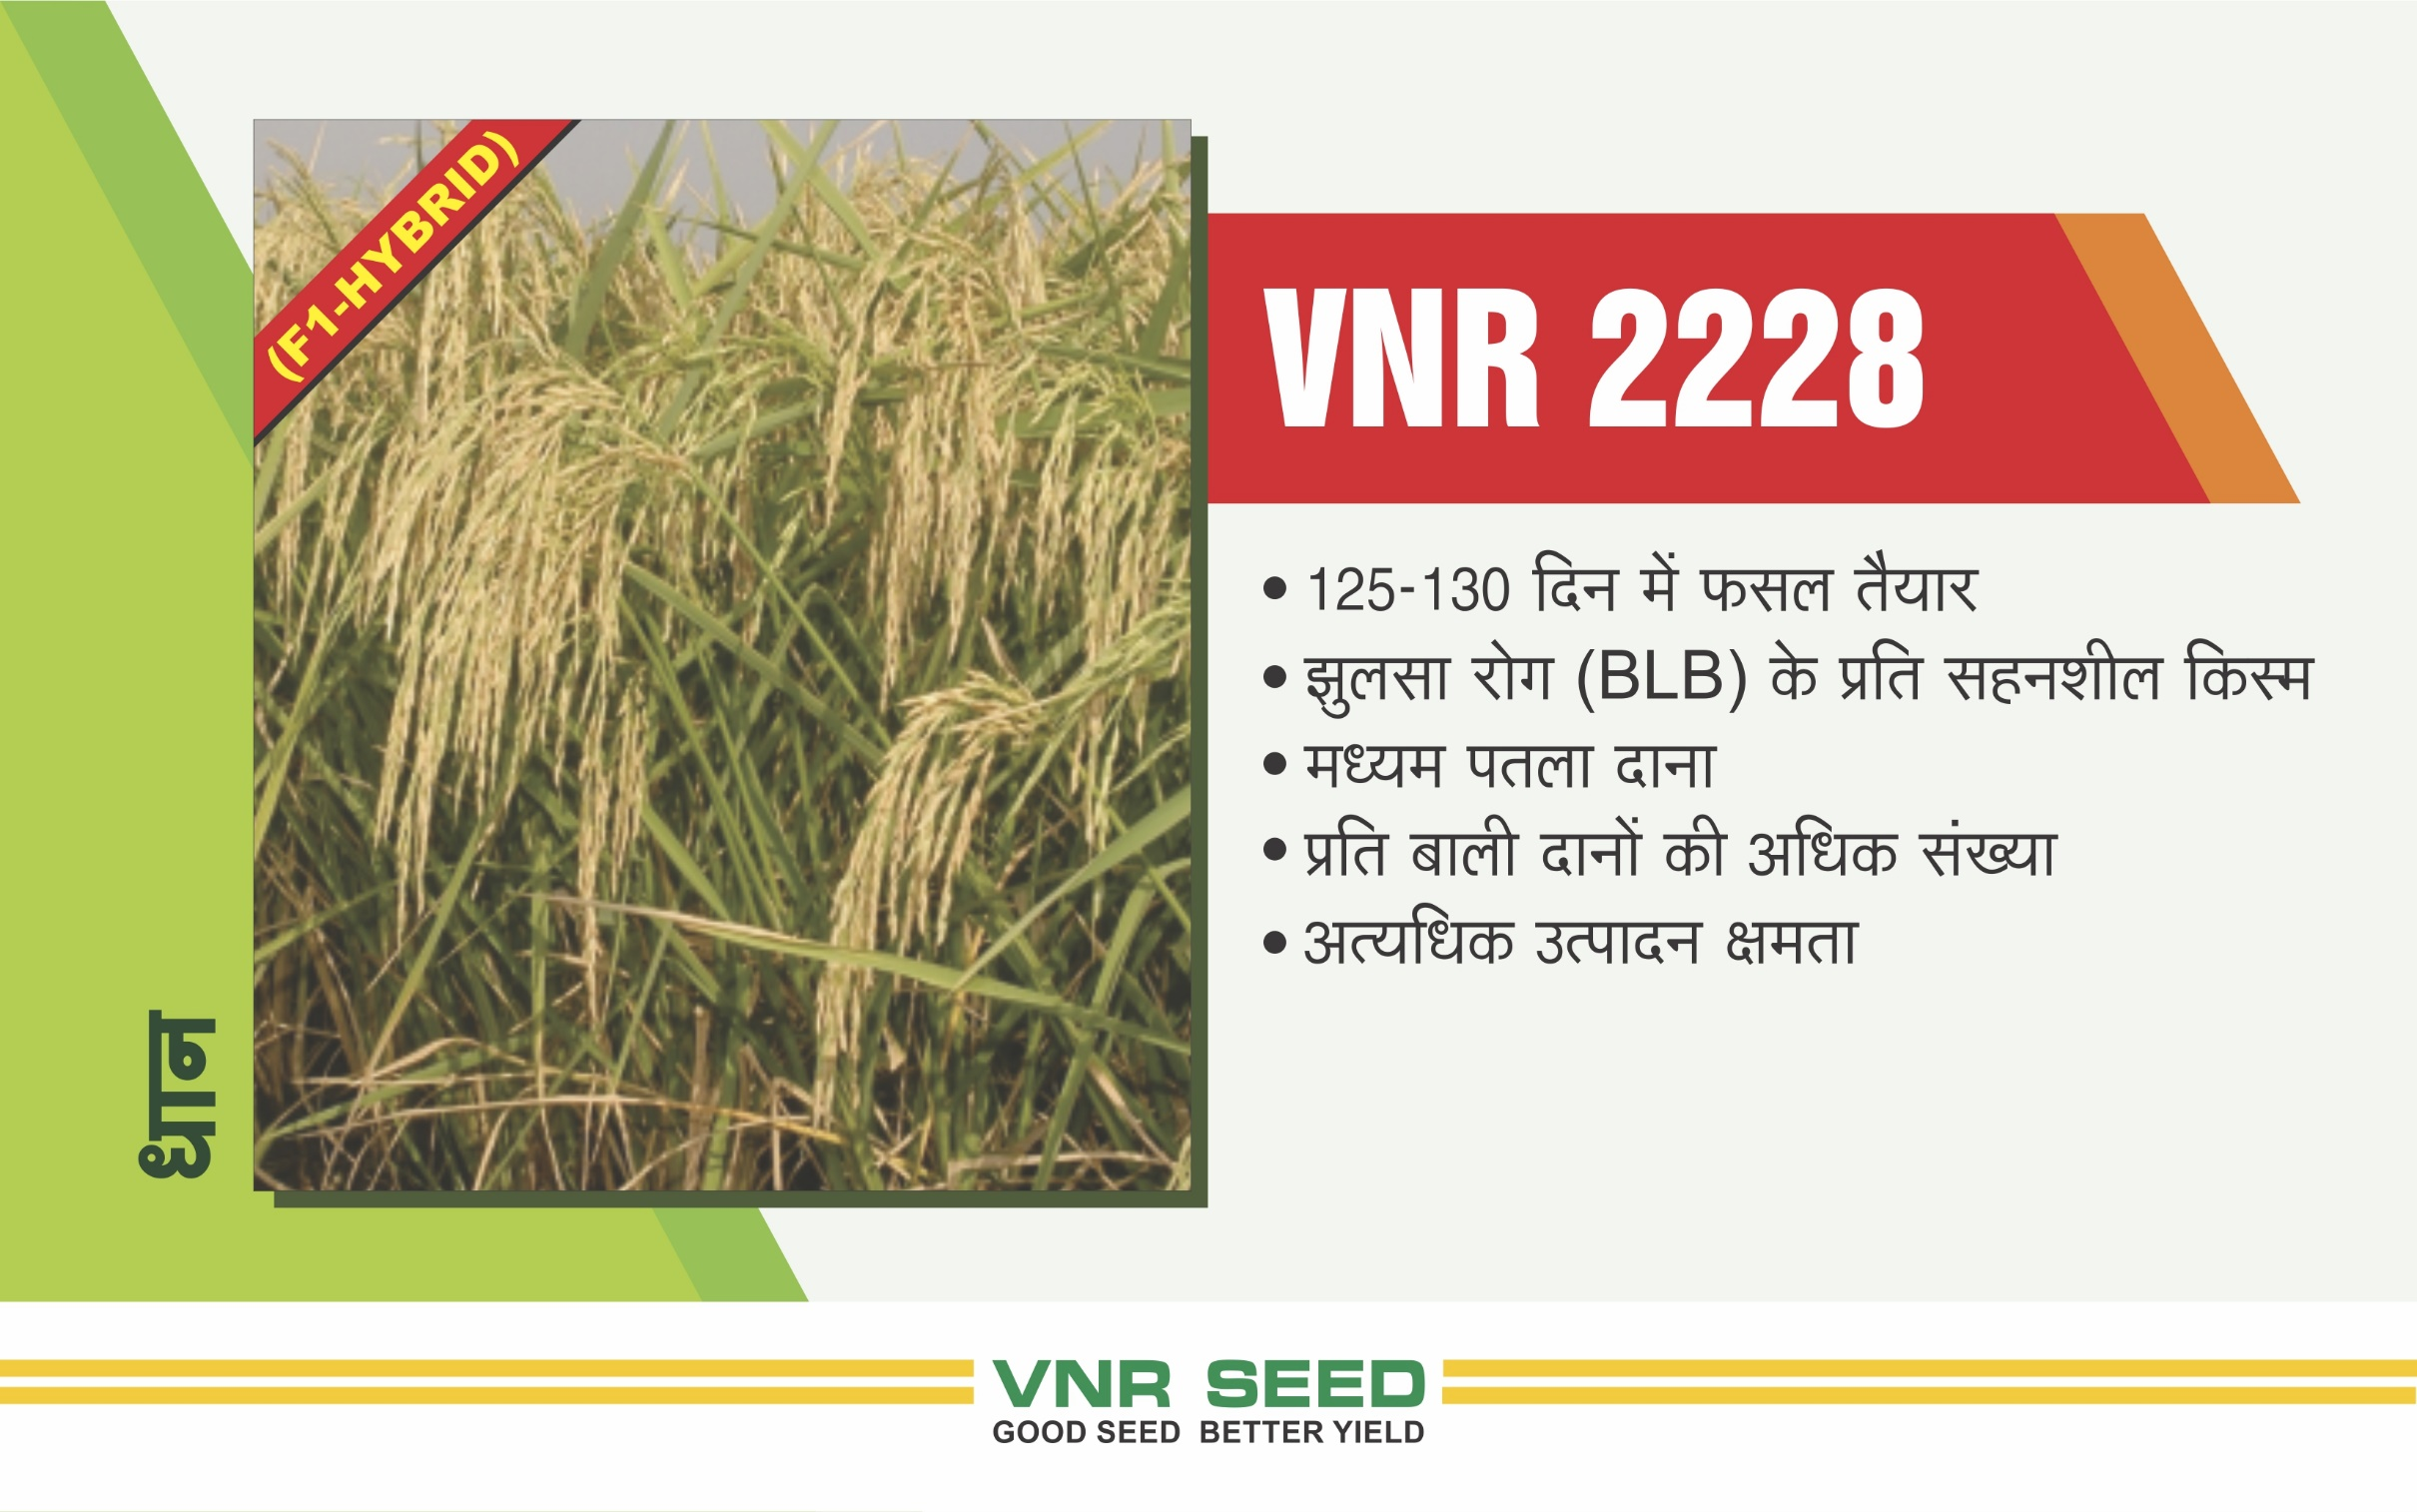 (F1-HYBRID))
VNR 2228
• 125-130 दिन में फसल तैयार
• झुलसा रोग (BLB) के प्रति सहनशील किस्म
• मध्यम पतला दाना
• प्रति बाली दानों की अधिक संख्या
• अत्यधिक उत्पादन क्षमता
धान
VNR SEED
GOOD SEED BETTER YIELD